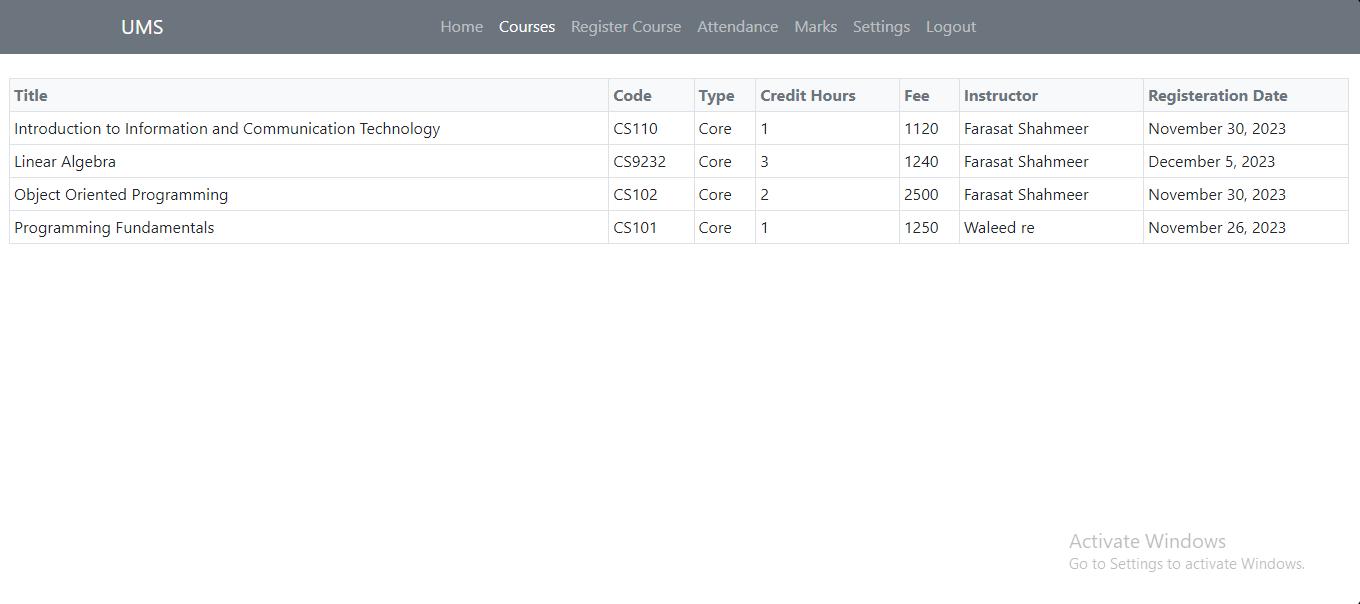 UMS Home Courses Register Course Attendance Marks Settings Logout
Title Code Type Credit Hours Fee Instructor Registeration Date
Introduction to Information and Communication Technology CS110 Core 1 1120 Farasat Shahmeer November 30, 2023
Linear Algebra CS9232 Core 3 1240 Farasat Shahmeer December 5, 2023
Object Oriented Programming CS102 Core 2 2500 Farasat Shahmeer November 30, 2023
Programming Fundamentals CS101 Core 1 1250 Waleed re November 26, 2023
Activate Windows
Go to Settings to activate Windows.